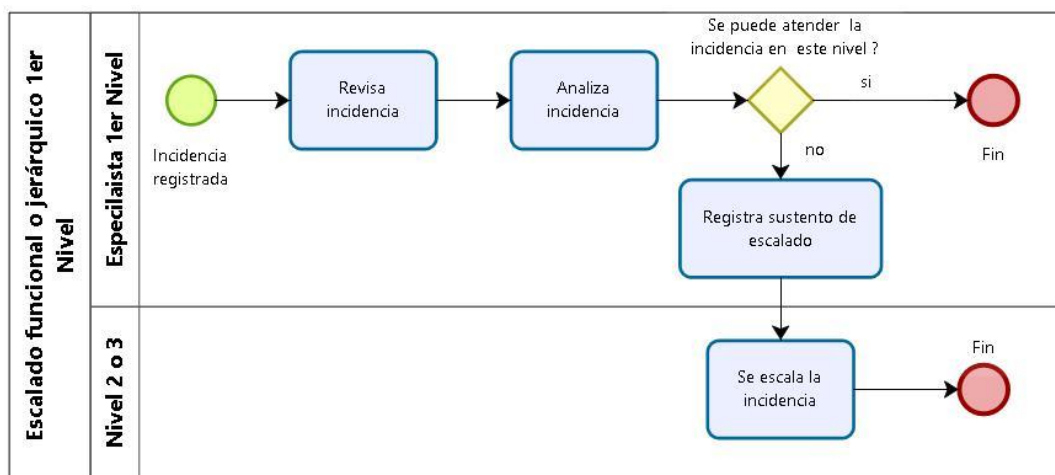 Escalado funcional o jerárquico 1er
Nivel
Especilaista 1er Nivel
Incidencia
registrada
Revisa
incidencia
Analiza
incidencia
Se puede atender la
incidencia en este nivel ?
si
Fin
no
Registra sustento de
escalado
Nivel 2 o 3
Se escala la
incidencia
Fin